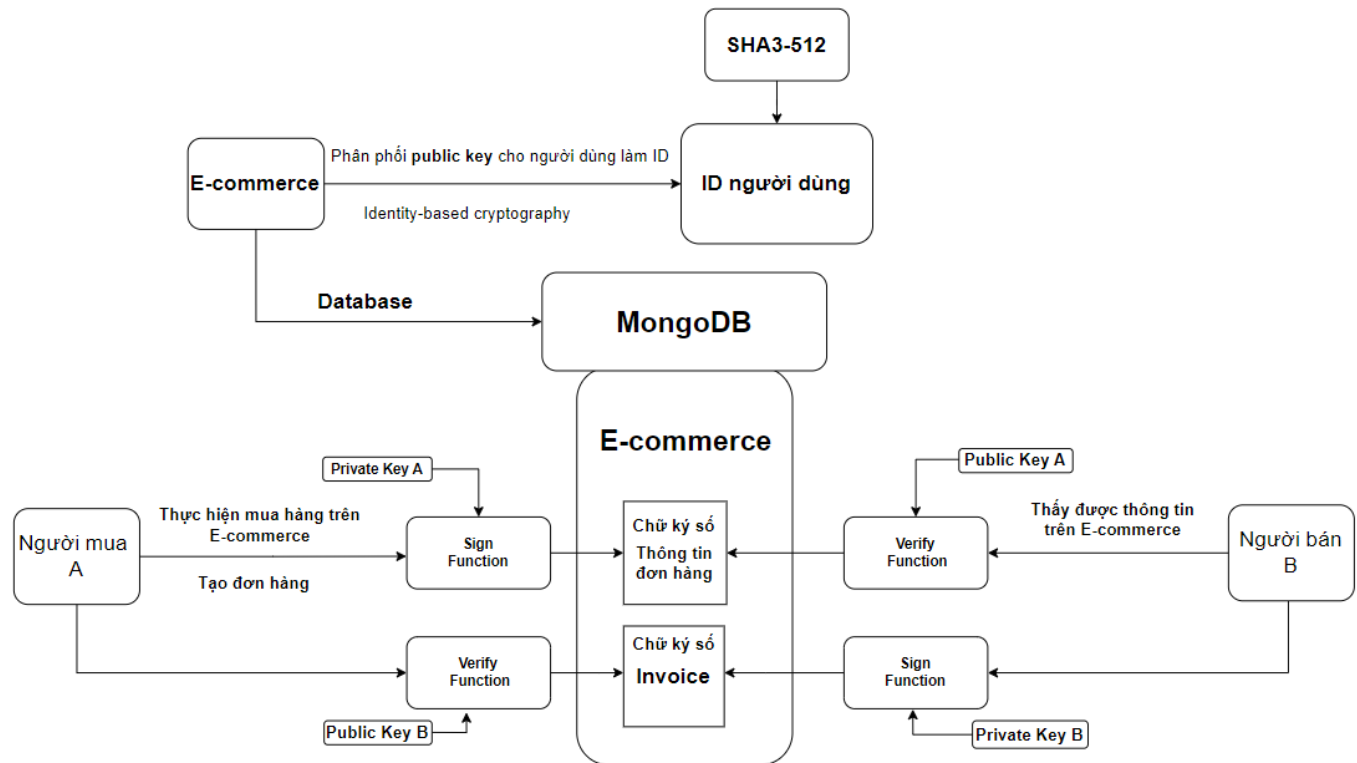 SHA3-512
Phân phối public key cho người dùng làm ID
E-commerce
ID người dùng
Identity-based cryptography
Database
MongoDB
E-commerce
Private Key A
Public Key A
Thực hiện mua hàng trên
E-commerce
Thấy được thông tin
trên E-commerce
Người mua
A
Sign
Function
Chữ ký số
Thông tin
đơn hàng
Verify
Function
Người bán
B
Tạo đơn hàng
Verify
Function
Chữ ký số
Invoice
Sign
Function
Public Key B
Private Key B